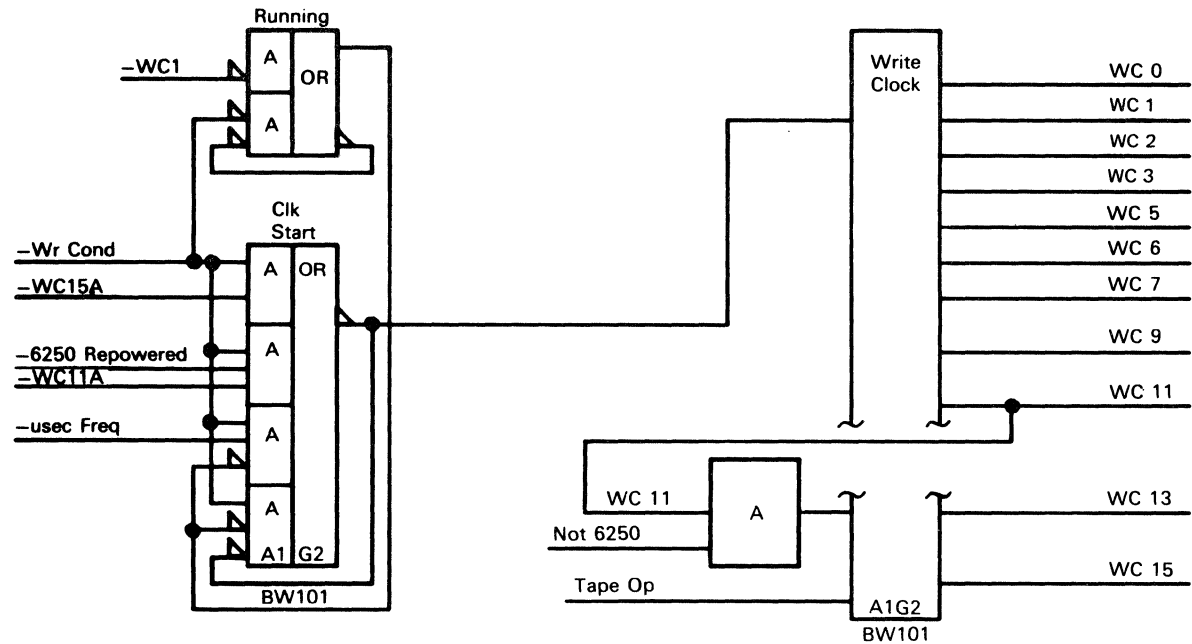 Running
A
OR
-WC1
A
Clk
Start
-Wr Cond
A
OR
-WC15A
A
-6250 Repowered
-WC11A
A
-usec Freq
A
A1
G2
BW101
Write
Clock
WC 0
WC 1
WC 2
WC 3
WC 5
WC 6
WC 7
WC 9
WC 11
WC 11
A
Not 6250
WC 13
Tape Op
WC 15
A1G2
BW101